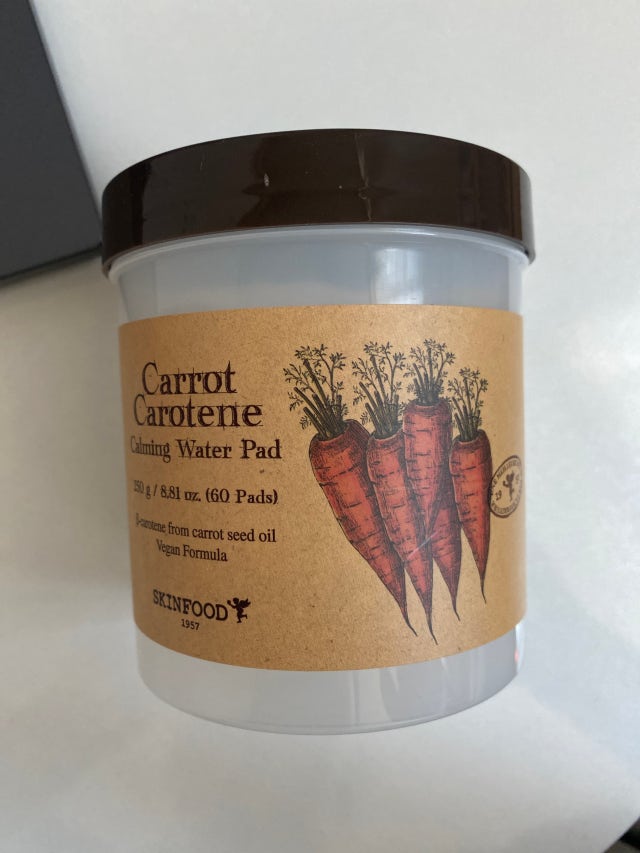 Carrot
Carotene
Calming Water Pad
250 g / 8.81 oz. (60 Pads)
β-carotene from carrot seed oil
Vegan Formula
SKINFOOD
1957
19